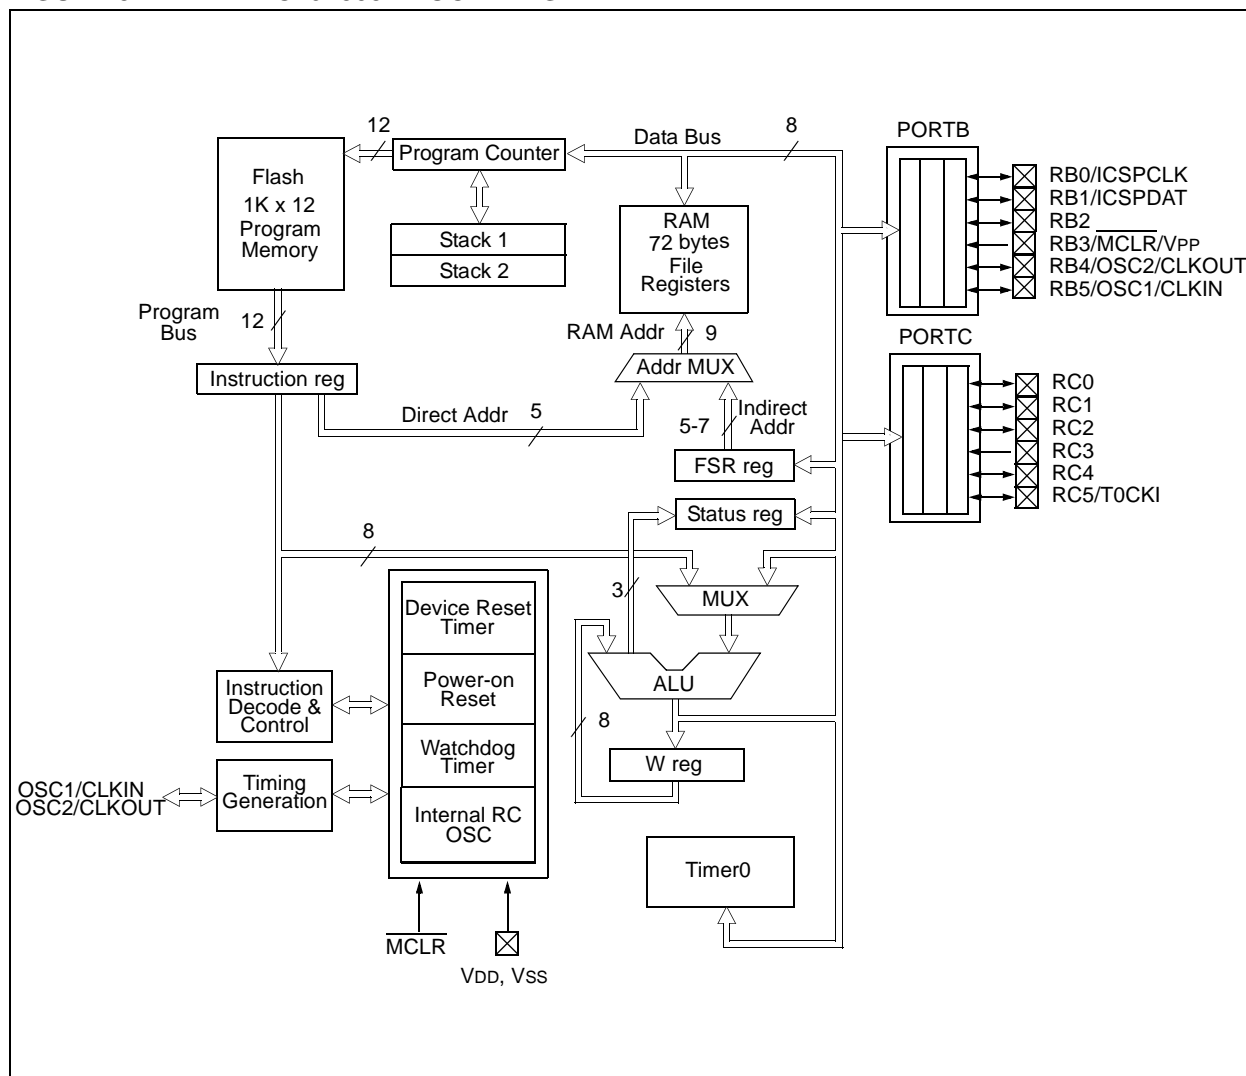 12
Program Counter
Data Bus
8
PORTB
Flash
1K x 12
Program
Memory
Stack 1
Stack 2
RAM
72 bytes
File
Registers
RB0/ICSPCLK
RB1/ICSPDAT
RB2
RB3/MCLR/VPP
RB4/OSC2/CLKOUT
RB5/OSC1/CLKIN
Program
Bus
12
RAM Addr
9
PORTC
Instruction reg
Addr MUX
Direct Addr
5
5-7
Indirect
Addr
FSR reg
RC0
RC1
RC2
RC3
RC4
RC5/T0CKI
Status reg
8
3
MUX
Device Reset
Timer
Power-on
Reset
Watchdog
Timer
Internal RC
OSC
ALU
8
W reg
Instruction
Decode &
Control
OSC1/CLKIN
OSC2/CLKOUT
Timing
Generation
Timer0
MCLR
VDD, VSS